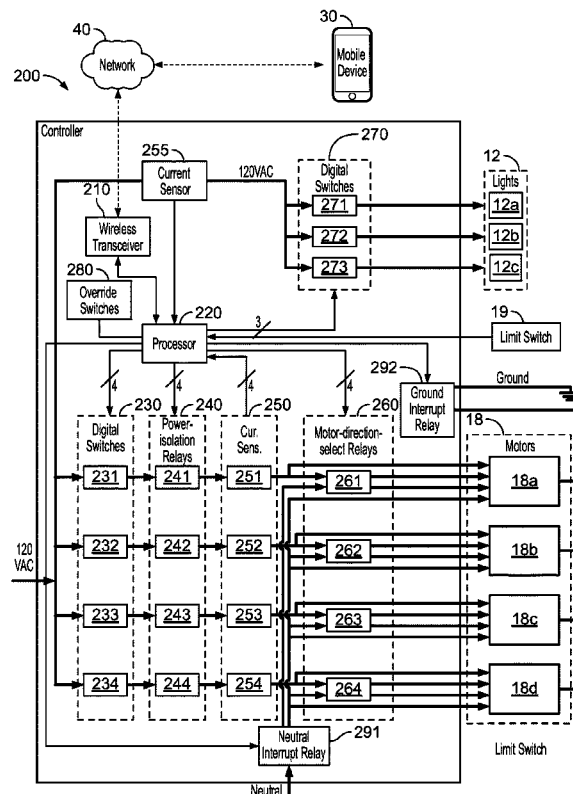 30
40
Network
Mobile
Device
200
Controller
255
Current
Sensor
120VAC
270
Digital
Switches
271
272
273
12
Lights
12a
12b
12c
210
Wireless
Transceiver
280
Override
Switches
220
Processor
3
19
Limit Switch
292
Ground
Interrupt
Relay
Ground
4
4
4
4
230
Digital
Switches
240
Power-
isolation
Relays
250
Cur.
Sens.
260
Motor-direction-
select Relays
18
Motors
231
241
251
261
18a
120
VAC
232
242
252
262
18b
233
243
253
263
18c
234
244
254
264
18d
Neutral
Interrupt Relay
291
Limit Switch
Neutral